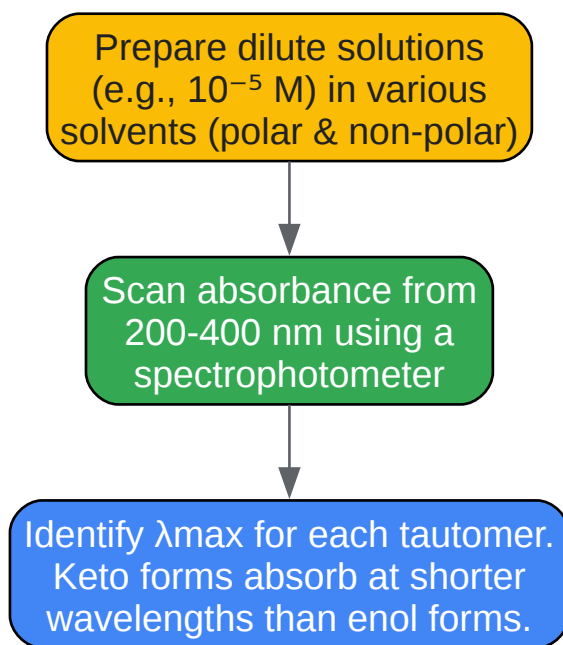 Prepare dilute solutions
(e.g., 10⁻⁵ M) in various
solvents (polar & non-polar)
Scan absorbance from
200-400 nm using a
spectrophotometer
Identify λmax for each tautomer.
Keto forms absorb at shorter
wavelengths than enol forms.